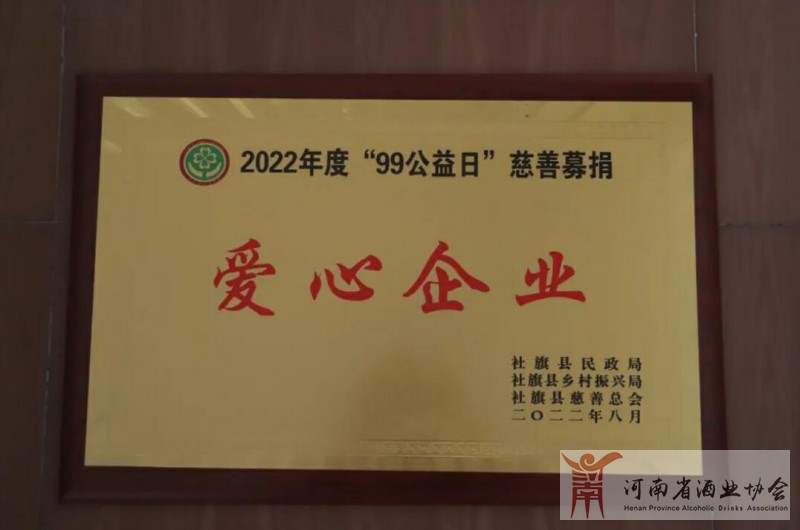 2022年度“99公益日”慈善募捐
爱心企业
社旗县民政局
社旗县乡村振兴局
社旗县慈善总会
二〇二二年八月
河南省酒业协会
Henan Province Alcoholic Drinks Association